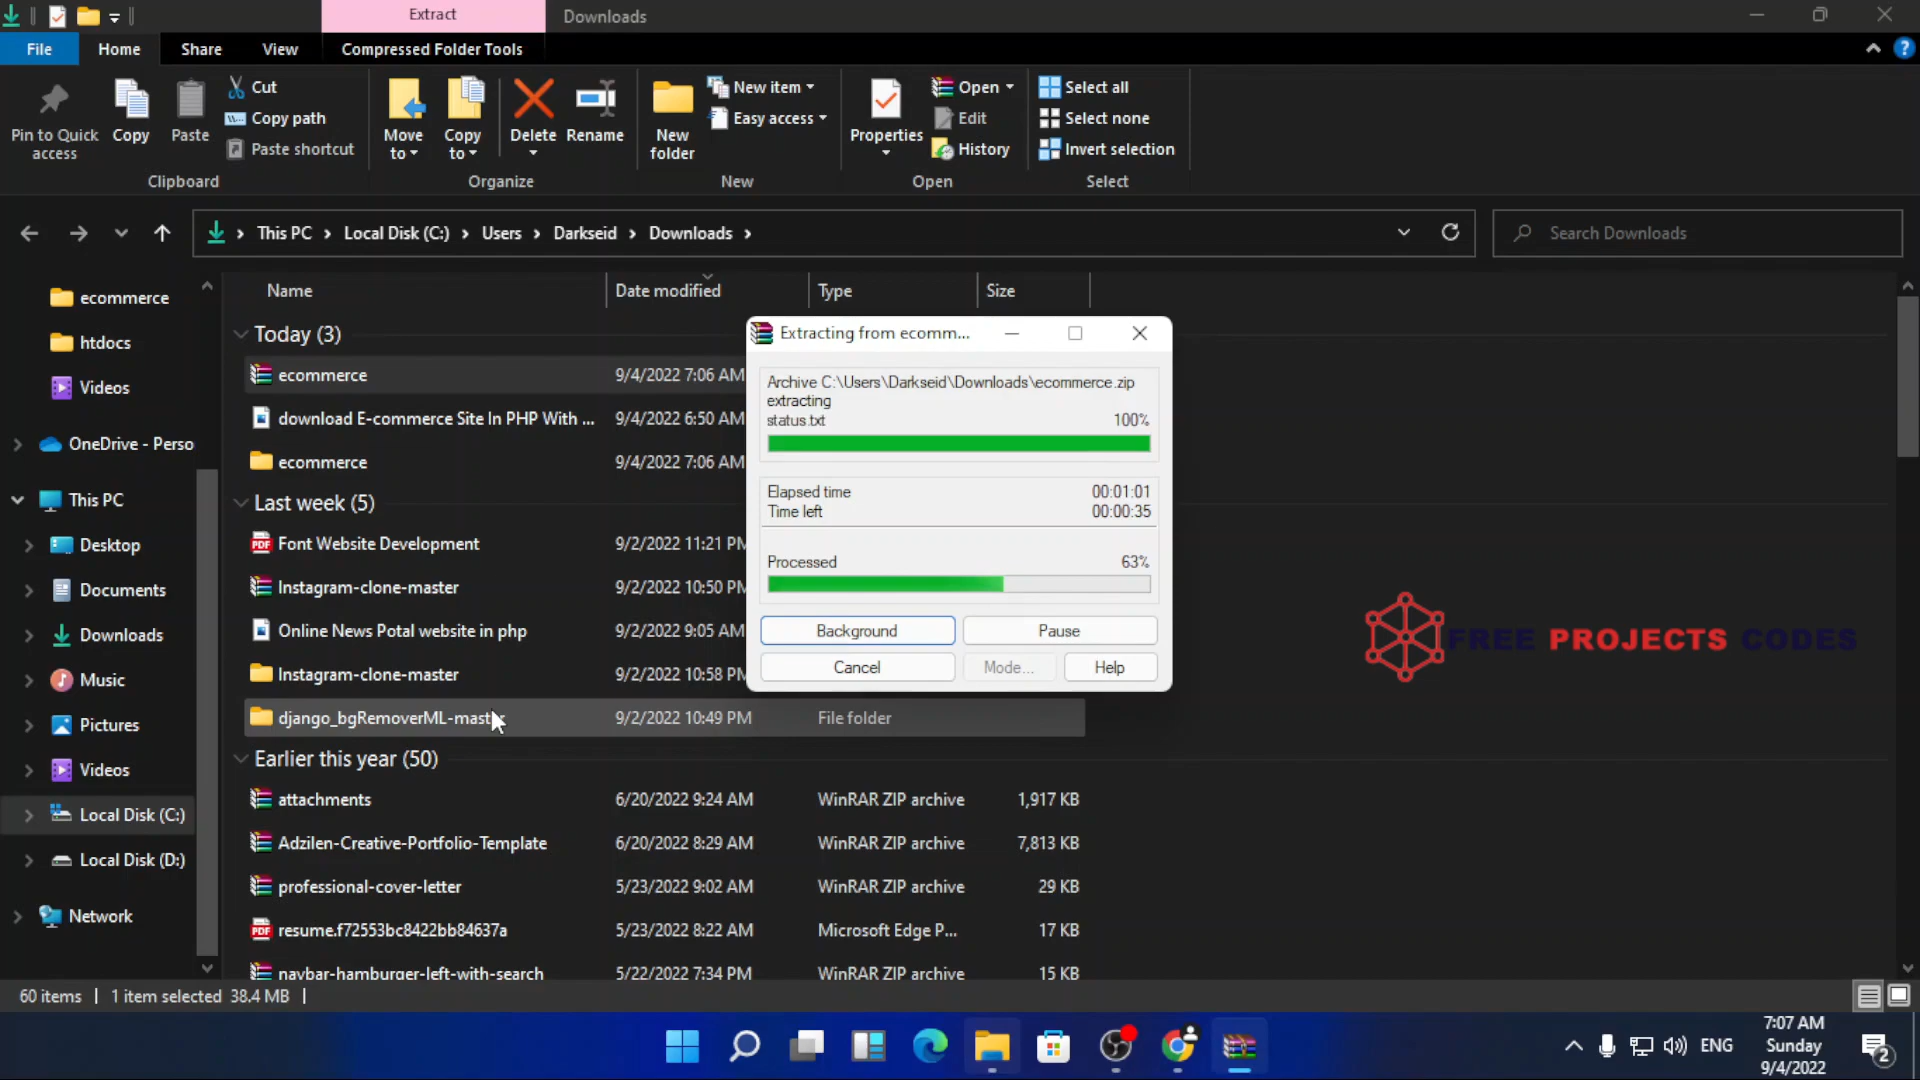 Extract
Downloads
File
Home
Share
View
Compressed Folder Tools
Pin to Quick
access
Copy
Paste
Cut
Copy path
Paste shortcut
Clipboard
Move
to
Copy
to
Delete
Rename
Organize
New
folder
New item
Easy access
New
Properties
Open
Edit
History
Open
Select all
Select none
Invert selection
Select
This PC
Local Disk (C:)
Users
Darkseid
Downloads
Search Downloads
ecommerce
htdocs
Videos
OneDrive - Perso
This PC
Desktop
Documents
Downloads
Music
Pictures
Videos
Local Disk (C:)
Local Disk (D:)
Network
Name Date modified Type Size
Today (3)
ecommerce 9/4/2022 7:06 AM
download E-commerce Site In PHP With ... 9/4/2022 6:50 AM
ecommerce 9/4/2022 7:06 AM
Last week (5)
Font Website Development 9/2/2022 11:21 PM
Instagram-clone-master 9/2/2022 10:50 PM
Online News Potal website in php 9/2/2022 9:05 AM
Instagram-clone-master 9/2/2022 10:58 PM
django_bgRemoverML-master 9/2/2022 10:49 PM File folder
Earlier this year (50)
attachments 6/20/2022 9:24 AM WinRAR ZIP archive 1,917 KB
Adzilen-Creative-Portfolio-Template 6/20/2022 8:29 AM WinRAR ZIP archive 7,813 KB
professional-cover-letter 5/23/2022 9:02 AM WinRAR ZIP archive 29 KB
resume.f72553bc8422bb84637a 5/23/2022 8:22 AM Microsoft Edge P... 17 KB
navbar-hamburger-left-with-search 5/22/2022 7:34 PM WinRAR ZIP archive 15 KB
Extracting from ecomm...
Archive C:\Users\Darkseid\Downloads\ecommerce.zip
extracting
status.txt 100%
Elapsed time 00:01:01
Time left 00:00:35
Processed 63%
Background
Pause
Cancel
Mode...
Help
FREE PROJECTS CODES
60 items
1 item selected 38.4 MB
ENG
7:07 AM
Sunday
9/4/2022
2